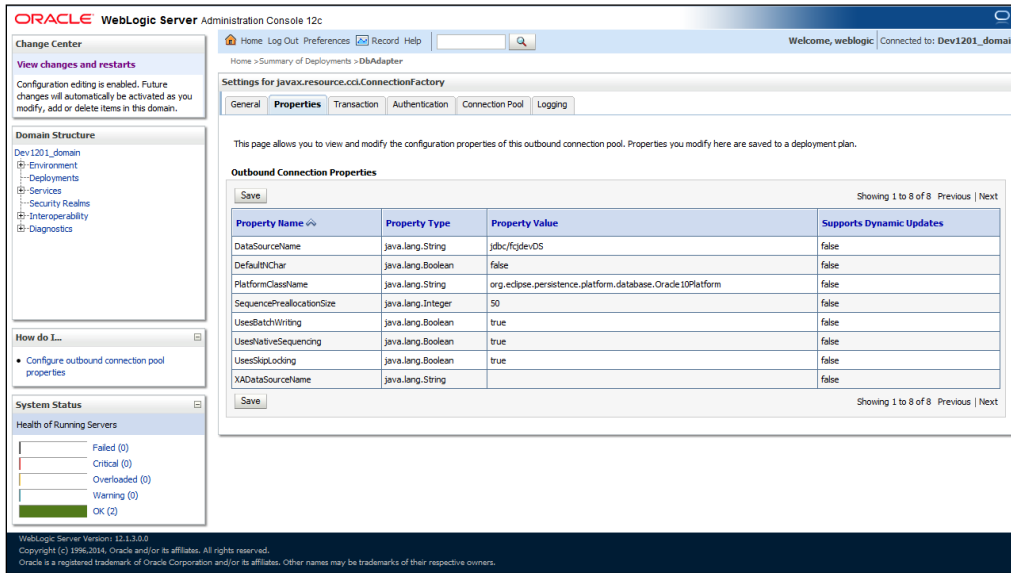 ORACLE WebLogic Server Administration Console 12c
Change Center
View changes and restarts
Configuration editing is enabled. Future
changes will automatically be activated as you
modify, add or delete items in this domain.
Domain Structure
Dev1201_domain
Environment
Deployments
Services
Security Realms
Interoperability
Diagnostics
How do I...
Configure outbound connection pool
properties
System Status
Health of Running Servers
Failed (0)
Critical (0)
Overloaded (0)
Warning (0)
OK (2)
Home Log Out Preferences Record Help
Welcome, weblogic Connected to: Dev1201_domai
Home >Summary of Deployments >DbAdapter
Settings for javax.resource.cci.ConnectionFactory
General Properties Transaction Authentication Connection Pool Logging
This page allows you to view and modify the configuration properties of this outbound connection pool. Properties you modify here are saved to a deployment plan.
Outbound Connection Properties
Save Showing 1 to 8 of 8 Previous | Next
Property Name Property Type Property Value Supports Dynamic Updates
DataSourceName java.lang.String jdbc/fcjdevDS false
DefaultNChar java.lang.Boolean false false
PlatformClassName java.lang.String org.eclipse.persistence.platform.database.Oracle10Platform false
SequencePreallocationSize java.lang.Integer 50 false
UsesBatchWriting java.lang.Boolean true false
UsesNativeSequencing java.lang.Boolean true false
UsesSkipLocking java.lang.Boolean true false
XADataSourceName java.lang.String false
Save Showing 1 to 8 of 8 Previous | Next
WebLogic Server Version: 12.1.3.0.0
Copyright (c) 1996,2014, Oracle and/or its affiliates. All rights reserved.
Oracle is a registered trademark of Oracle Corporation and/or its affiliates. Other names may be trademarks of their respective owners.